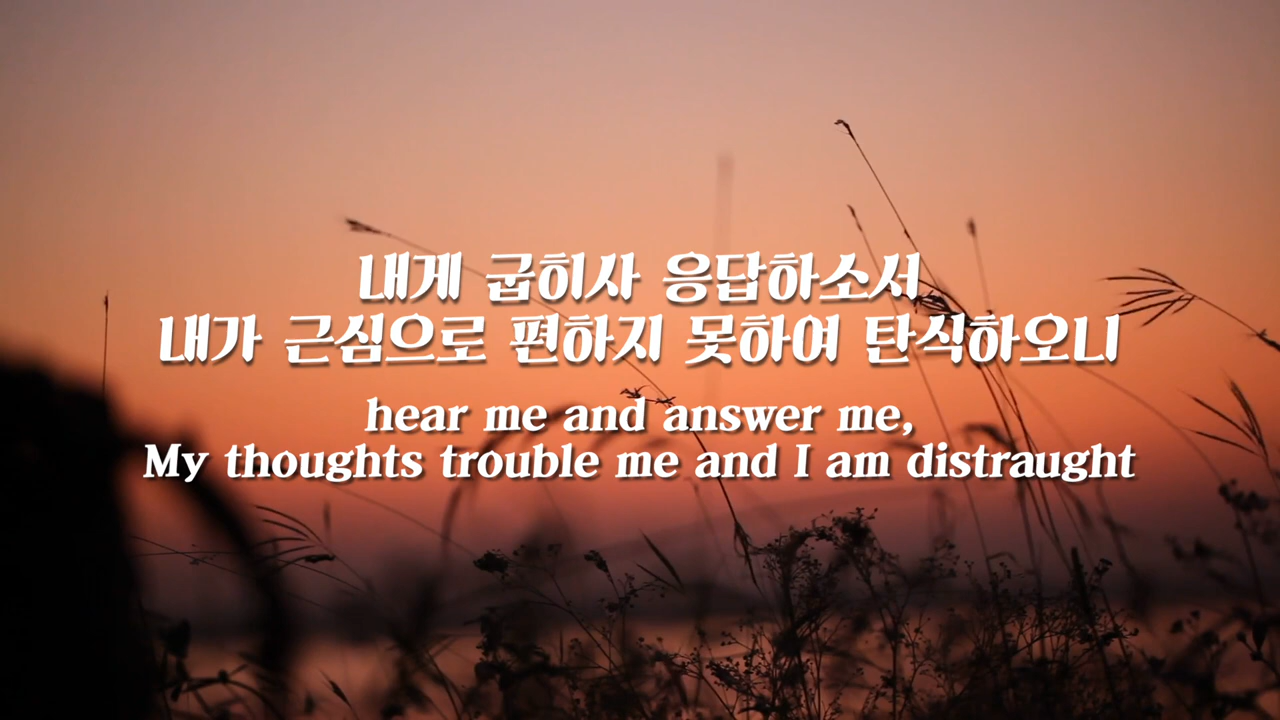 내게 굽히사 응답하소서
내가 근심으로 편하지 못하여 탄식하오니
hear me and answer me,
My thoughts trouble me and I am distraught